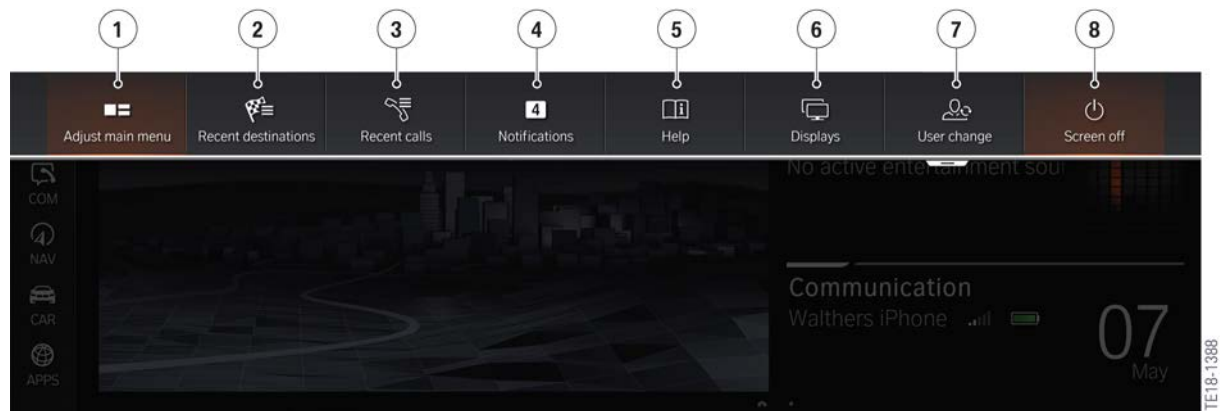 1 2 3 4 5 6 7 8
4
Adjust main menu Recent destinations Recent calls Notifications Help Displays User change Screen off
No active entertainment sou
COM
NAV
CAR
APPS
Communication
Walthers iPhone
07
May
TE18-1388